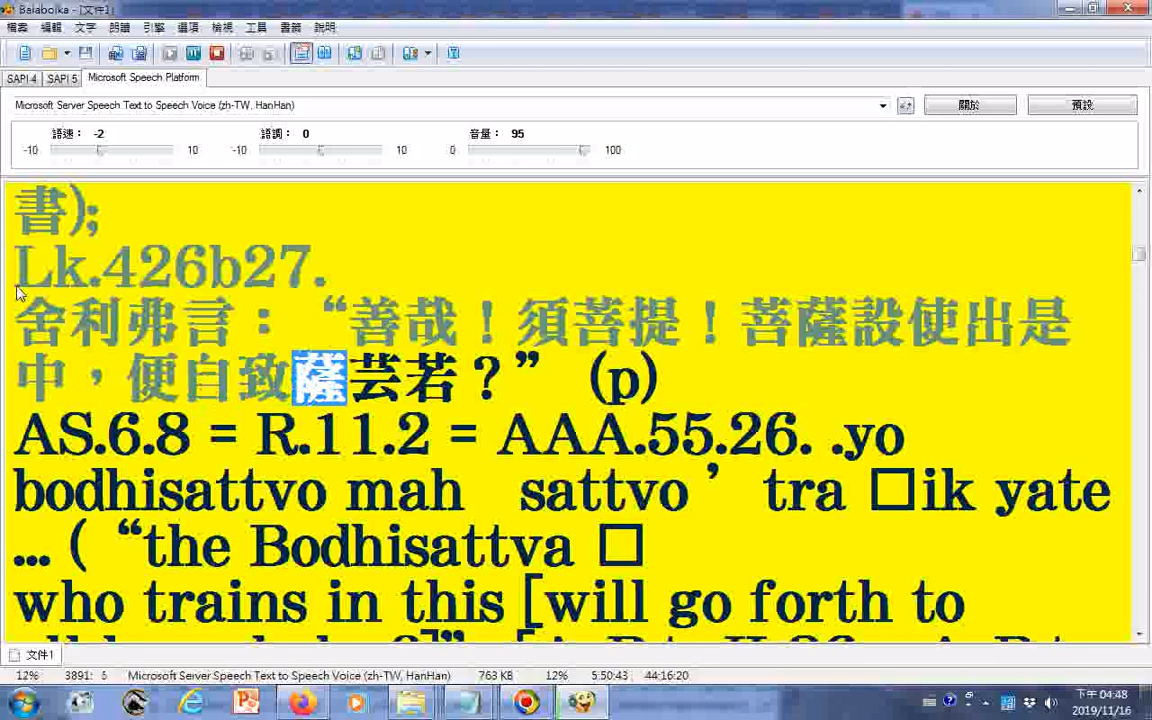 Balabolka - [文件1]
檔案 編輯 文字 朗讀 引擎 選項 檢視 工具 書籤 說明
SAPI 4 SAPI 5 Microsoft Speech Platform
Microsoft Server Speech Text to Speech Voice (zh-TW, HanHan) 關於 預設
語速： -2 語調： 0 音量： 95
-10 10 -10 10 0 100
書);
Lk.426b27.
舍利弗言：“善哉！須菩提！菩薩設使出是
中，便自致薩芸若？” (p)
AS.6.8 = R.11.2 = AAA.55.26. .yo
bodhisattvo mah sattvo’ tra □ik yate
... (“the Bodhisattva □
who trains in this [will go forth to
文件1
12% 3891: 5 Microsoft Server Speech Text to Speech Voice (zh-TW, HanHan) 763 KB 12% 5:50:43 44:16:20
下午 04:48
2019/11/16